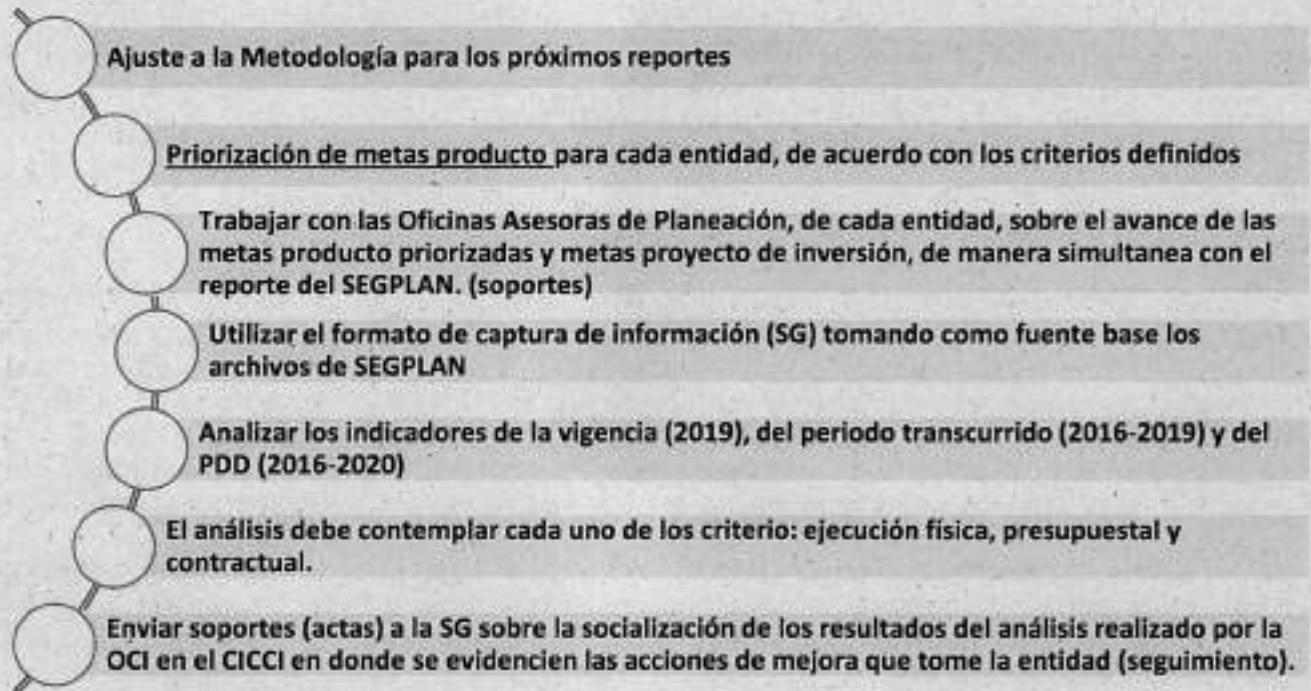 Ajuste a la Metodología para los próximos reportes
Priorización de metas producto para cada entidad, de acuerdo con los criterios definidos
Trabajar con las Oficinas Asesoras de Planeación, de cada entidad, sobre el avance de las
metas producto priorizadas y metas proyecto de inversión, de manera simultanea con el
reporte del SEGPLAN. (soportes)
Utilizar el formato de captura de información (SG) tomando como fuente base los
archivos de SEGPLAN
Analizar los indicadores de la vigencia (2019), del periodo transcurrido (2016-2019) y del
PDD (2016-2020)
El análisis debe contemplar cada uno de los criterio: ejecución física, presupuestal y
contractual.
Enviar soportes (actas) a la SG sobre la socialización de los resultados del análisis realizado por la
OCI en el CICCI en donde se evidencien las acciones de mejora que tome la entidad (seguimiento).